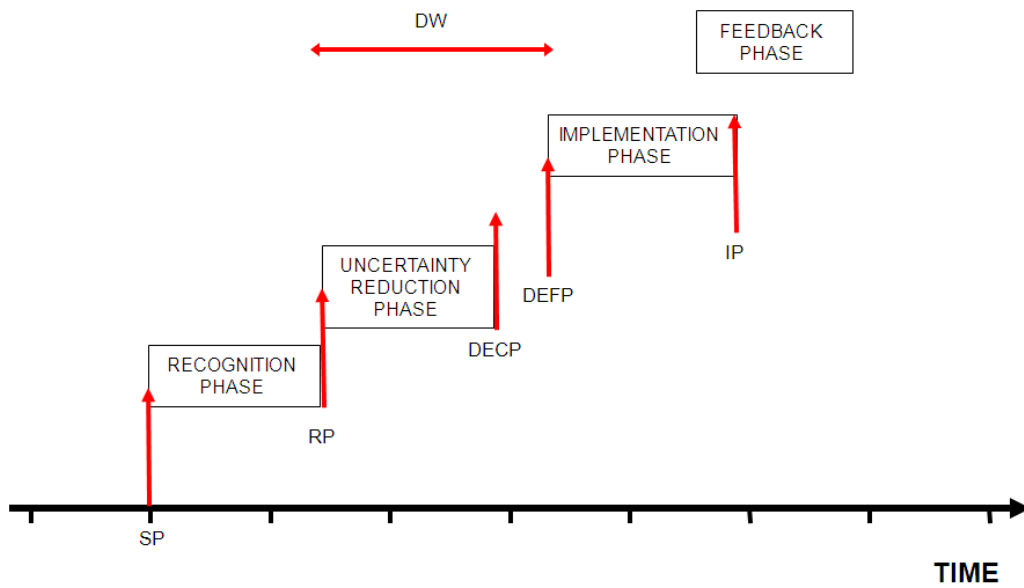 DW
FEEDBACK
PHASE
IMPLEMENTATION
PHASE
IP
UNCERTAINTY
REDUCTION
PHASE
DEFP
DECP
RECOGNITION
PHASE
RP
SP
TIME